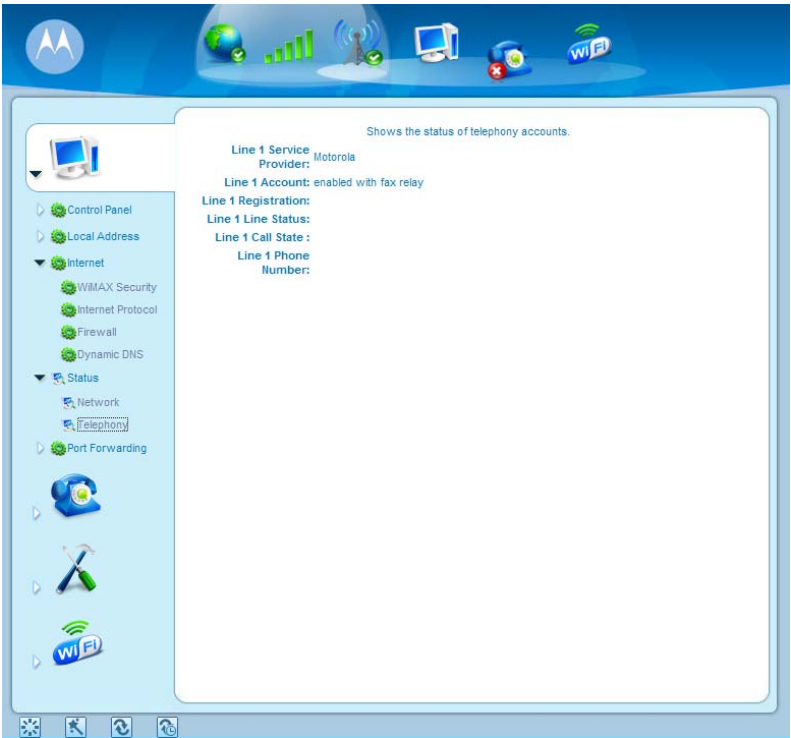 WiFi
Shows the status of telephony accounts.
Line 1 Service
Provider: Motorola
Line 1 Account: enabled with fax relay
Line 1 Registration:
Line 1 Line Status:
Line 1 Call State :
Line 1 Phone
Number:
Control Panel
Local Address
Internet
WiMAX Security
Internet Protocol
Firewall
Dynamic DNS
Status
Network
Telephony
Port Forwarding
WiFi